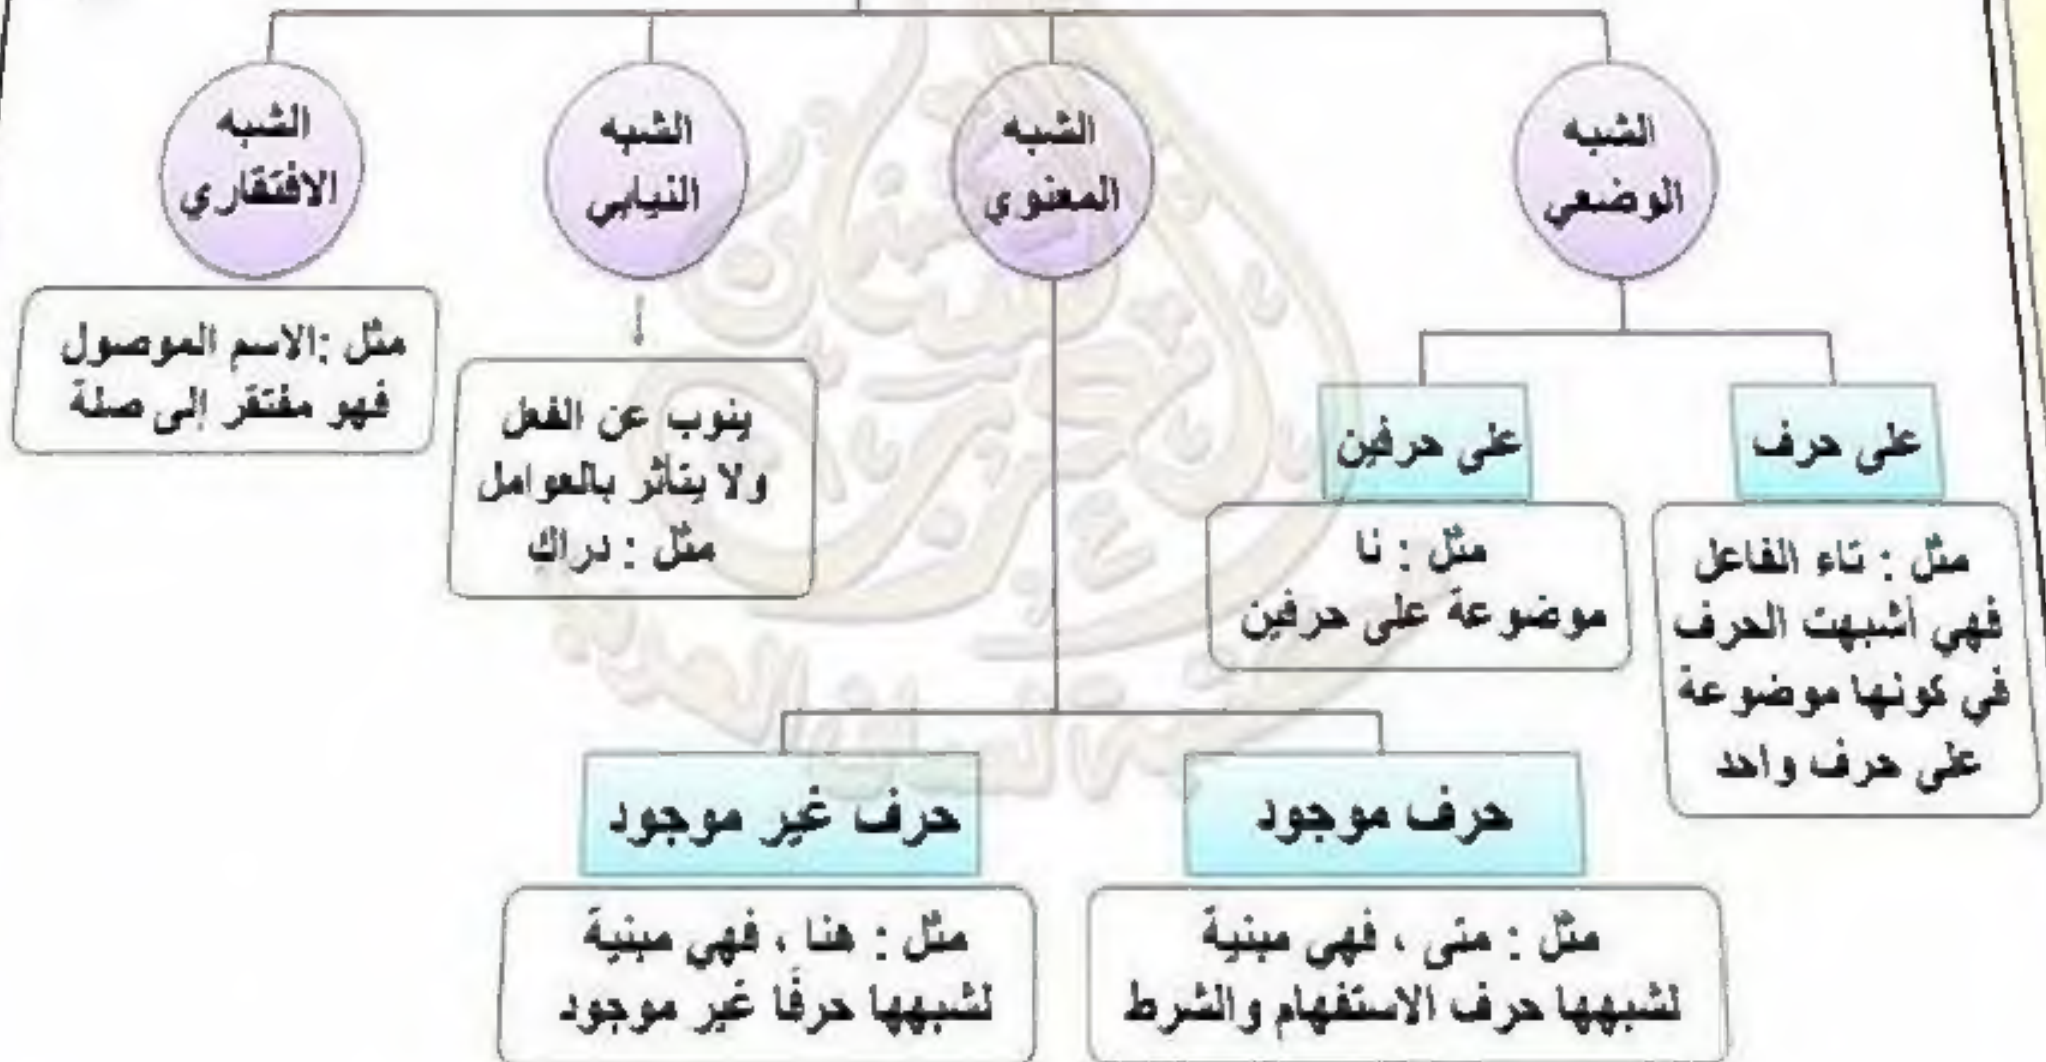 الشبه
الوضعي
الشبه
المعنوي
الشبه
النيابي
الشبه
الافتقاري
على حرف
مثل : تاء الفاعل
فهي أشبهت الحرف
في كونها موضوعة
على حرف واحد
على حرفين
مثل : نا
موضوعة على حرفين
حرف موجود
مثل : متى ، فهي مبنية
لشبهها حرف الاستفهام والشرط
حرف غير موجود
مثل : هنا ، فهي مبنية
لشبهها حرفًا غير موجود
ينوب عن الفعل
ولا يتأثر بالعوامل
مثل : دراك
مثل :الاسم الموصول
فهو مفتقر إلى صلة